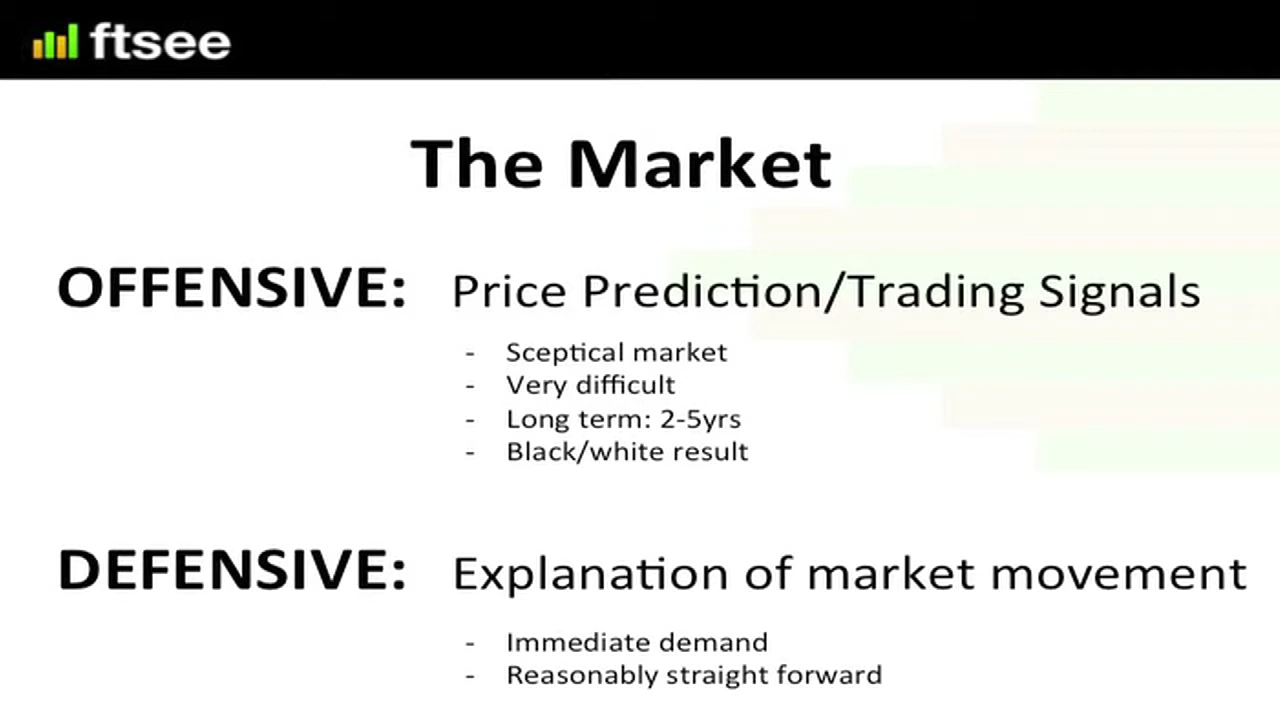 ftsee
The Market
OFFENSIVE: Price Prediction/Trading Signals
- Sceptical market
- Very difficult
- Long term: 2-5yrs
- Black/white result
DEFENSIVE: Explanation of market movement
- Immediate demand
- Reasonably straight forward